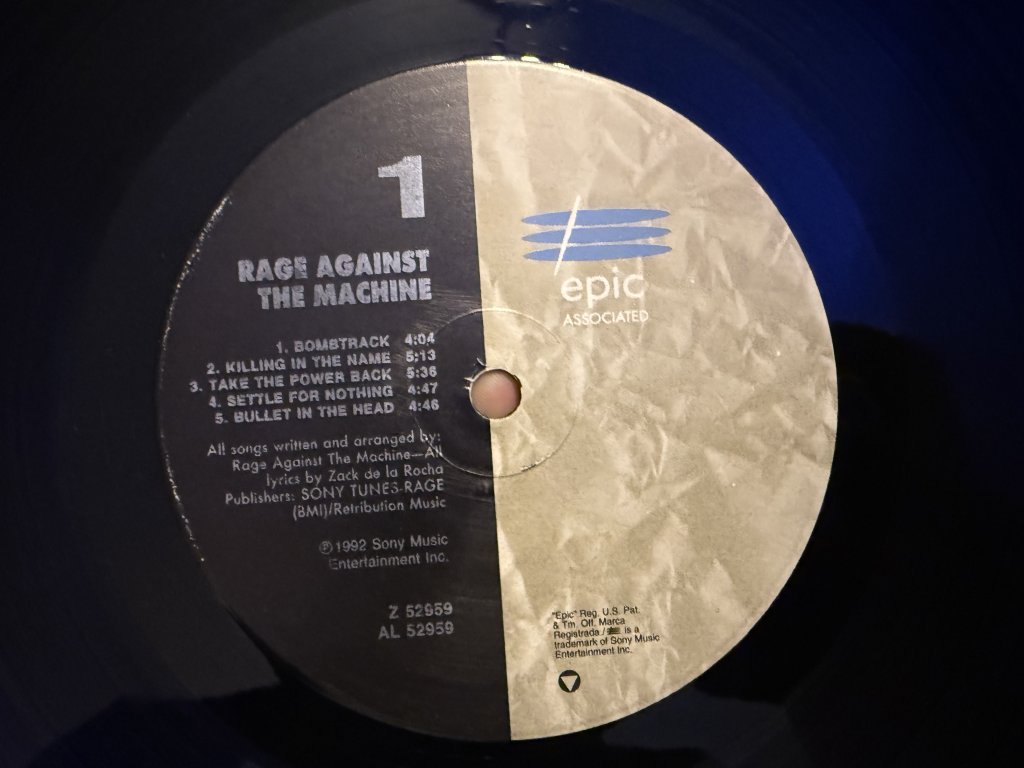 1
RAGE AGAINST
THE MACHINE
1. BOMBTRACK 4:04
2. KILLING IN THE NAME 5:13
3. TAKE THE POWER BACK 5:36
4. SETTLE FOR NOTHING 4:47
5. BULLET IN THE HEAD 4:46
All songs written and arranged by:
Rage Against The Machine—All
lyrics by Zack de la Rocha
Publishers: SONY TUNES-RAGE
(BMI)/Retribution Music
℗1992 Sony Music
Entertainment Inc.
Z 52959
AL 52959
epic
ASSOCIATED
"Epic" Reg. U.S. Pat.
& Tm. Off. Marca
Registrada / is a
trademark of Sony Music
Entertainment Inc.